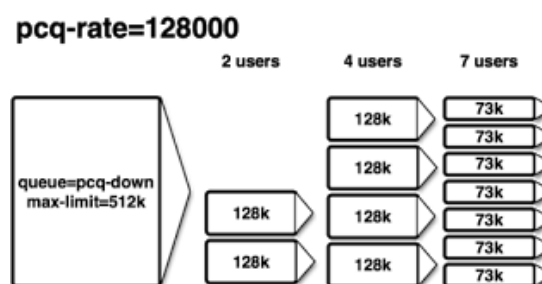 pcq-rate=128000
2 users
4 users
7 users
queue=pcq-down
max-limit=512k
128k
128k
128k
128k
128k
128k
73k
73k
73k
73k
73k
73k
73k